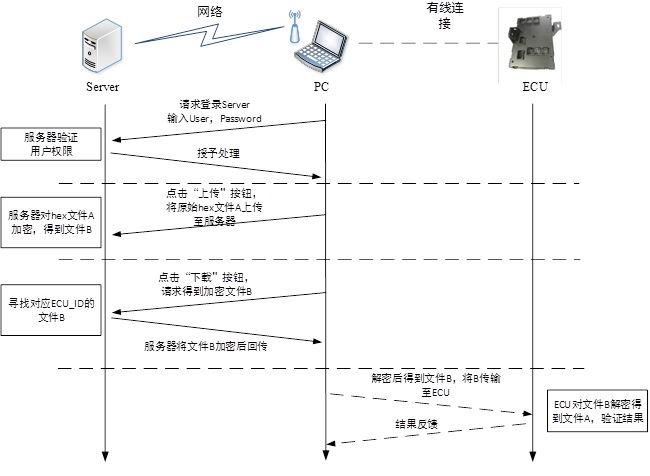 网络
有线连
接
Server
PC
ECU
请求登录Server
输入User，Password
服务器验证
用户权限
授予处理
点击“上传”按钮，
将原始hex文件A上传
至服务器
服务器对hex文件A
加密，得到文件B
点击“下载”按钮，
请求得到加密文件B
寻找对应ECU_ID的
文件B
服务器将文件B加密后回传
解密后得到文件B，将B传输
至ECU
ECU对文件B解密得
到文件A，验证结果
结果反馈